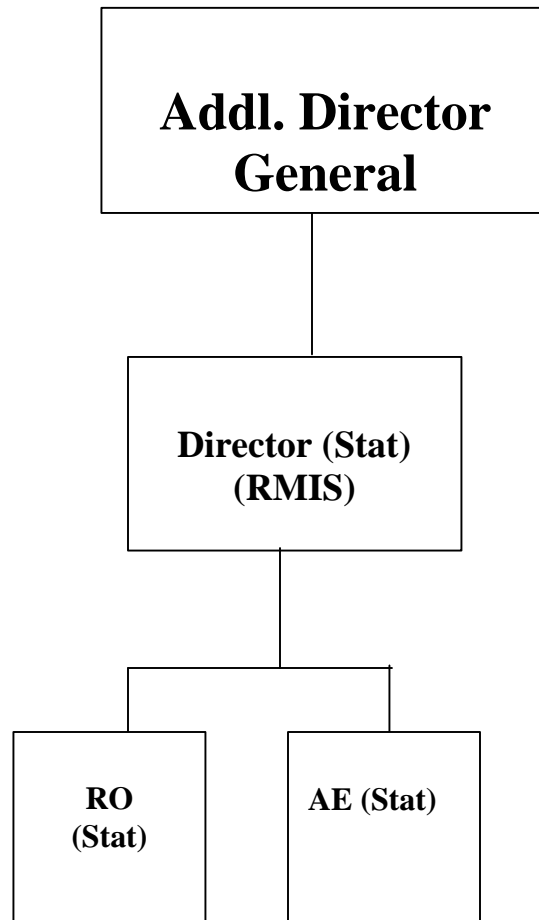 Addl. Director
General
Director (Stat)
(RMIS)
RO
(Stat)
AE (Stat)